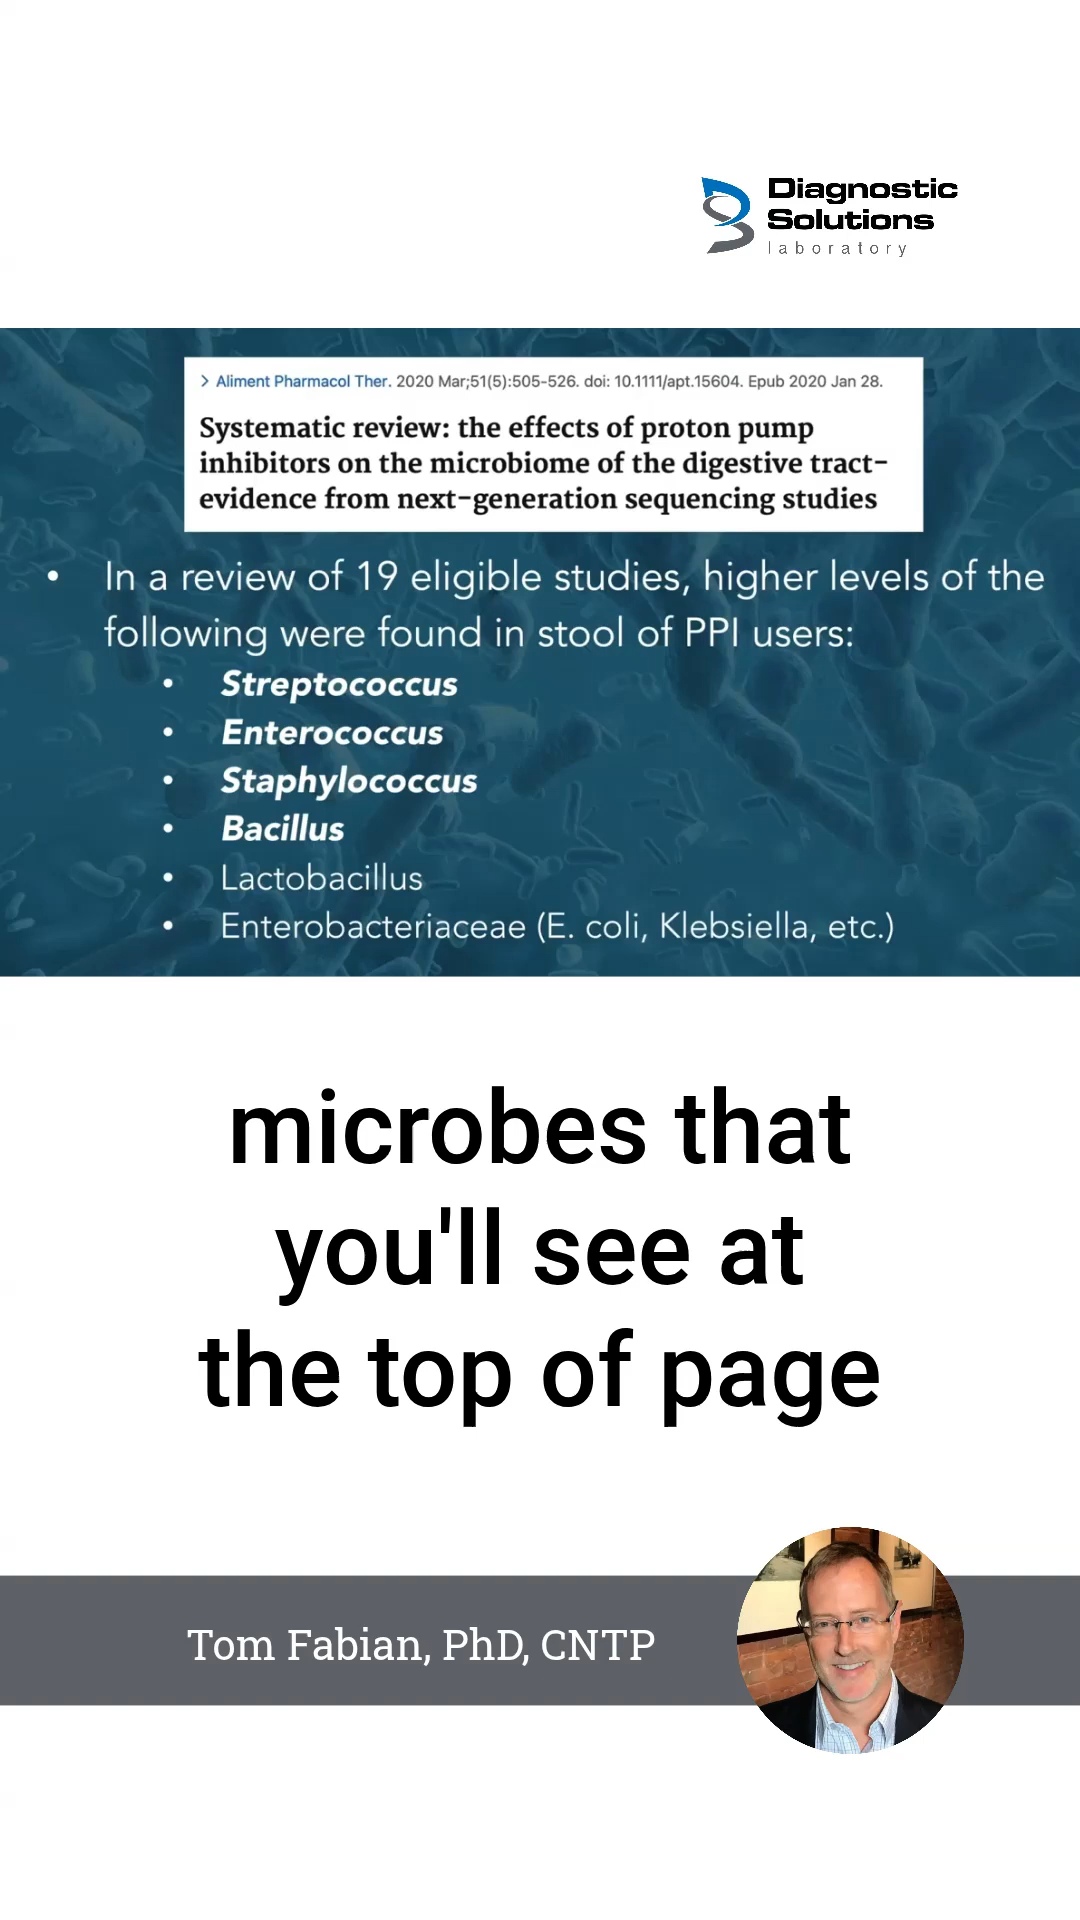 Diagnostic
Solutions
laboratory
> Aliment Pharmacol Ther. 2020 Mar;51(5):505-526. doi: 10.1111/apt.15604. Epub 2020 Jan 28.
Systematic review: the effects of proton pump
inhibitors on the microbiome of the digestive tract-
evidence from next-generation sequencing studies
• In a review of 19 eligible studies, higher levels of the
following were found in stool of PPI users:
• Streptococcus
• Enterococcus
• Staphylococcus
• Bacillus
• Lactobacillus
• Enterobacteriaceae (E. coli, Klebsiella, etc.)
microbes that
you'll see at
the top of page
Tom Fabian, PhD, CNTP